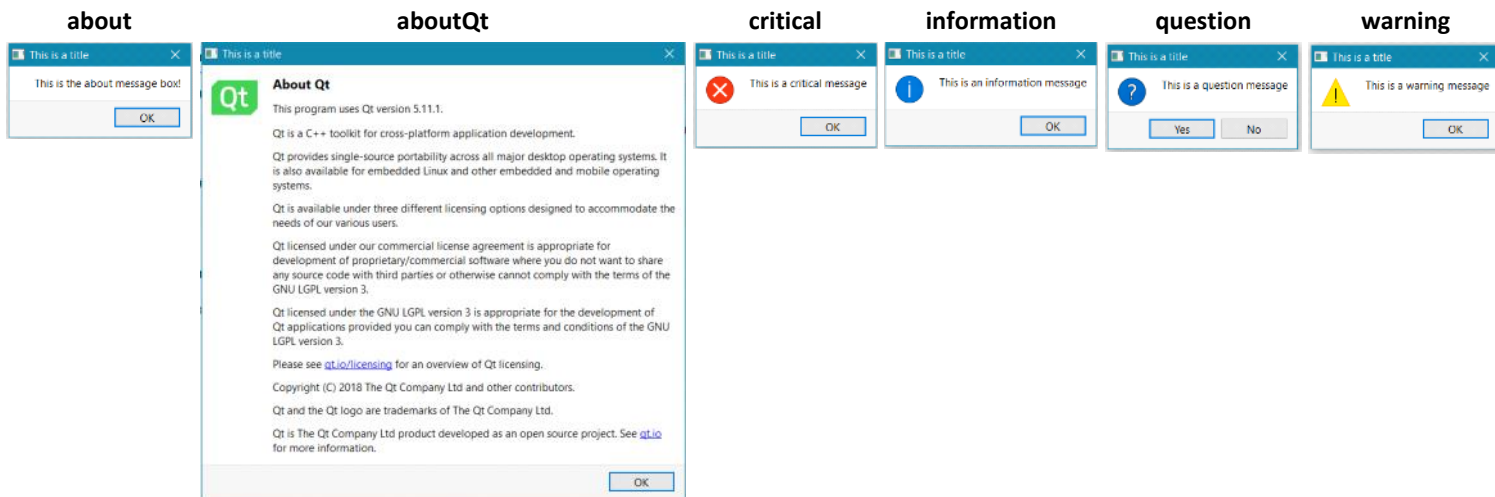 about
aboutQt
critical
information
question
warning
This is a title
This is the about message box!
OK
This is a title
Qt
About Qt
This program uses Qt version 5.11.1.
Qt is a C++ toolkit for cross-platform application development.
Qt provides single-source portability across all major desktop operating systems. It
is also available for embedded Linux and other embedded and mobile operating
systems.
Qt is available under three different licensing options designed to accommodate the
needs of our various users.
Qt licensed under our commercial license agreement is appropriate for
development of proprietary/commercial software where you do not want to share
any source code with third parties or otherwise cannot comply with the terms of the
GNU LGPL version 3.
Qt licensed under the GNU LGPL version 3 is appropriate for the development of
Qt applications provided you can comply with the terms and conditions of the GNU
LGPL version 3.
Please see qt.io/licensing for an overview of Qt licensing.
Copyright (C) 2018 The Qt Company Ltd and other contributors.
Qt and the Qt logo are trademarks of The Qt Company Ltd.
Qt is The Qt Company Ltd product developed as an open source project. See qt.io
for more information.
OK
This is a title
This is a critical message
OK
This is a title
This is an information message
OK
This is a title
This is a question message
Yes
No
This is a title
This is a warning message
OK